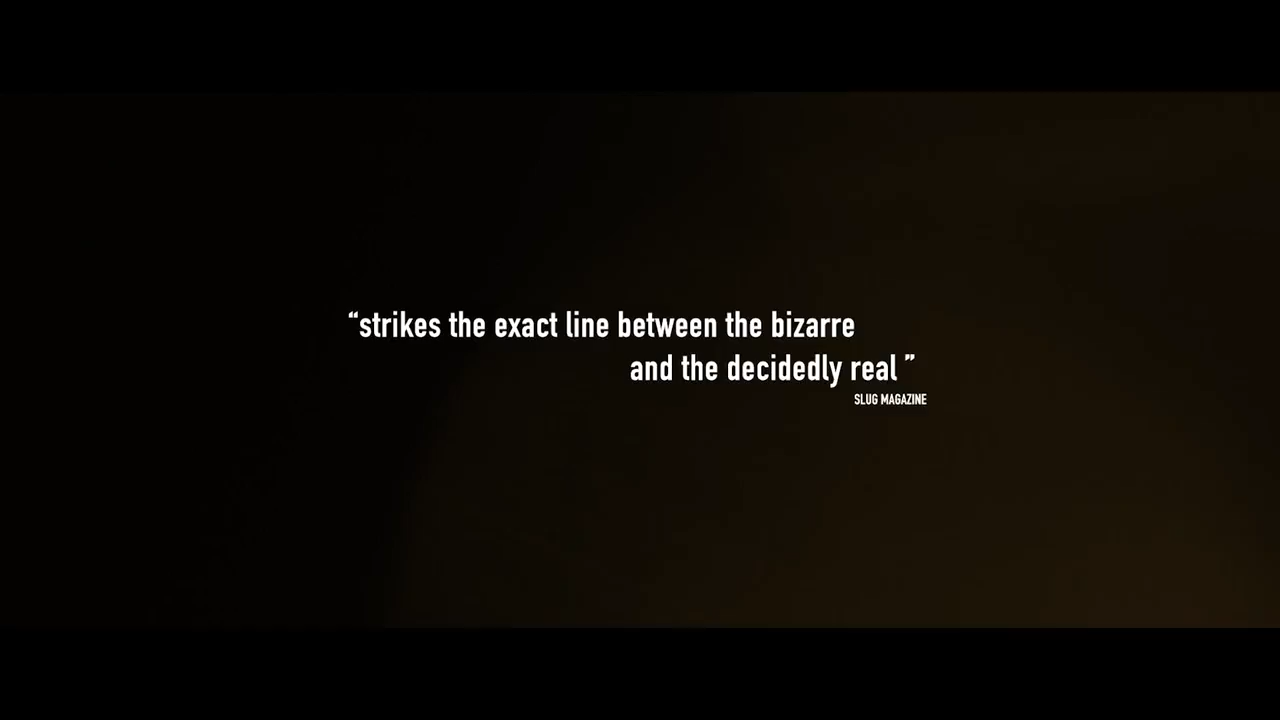 “strikes the exact line between the bizarre
and the decidedly real ”
SLUG MAGAZINE